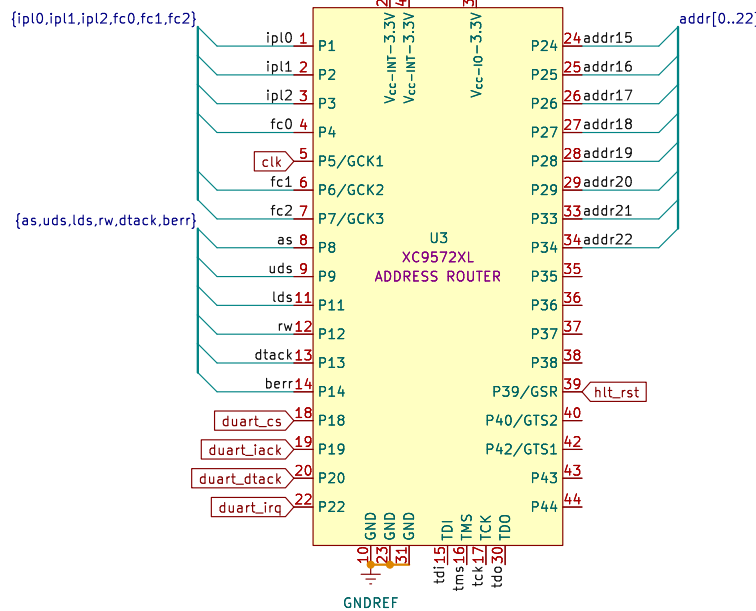 {ipl0,ipl1,ipl2,fc0,fc1,fc2}
addr[0..22]
2 4 3
Vcc-INT-3.3V
Vcc-INT-3.3V
Vcc-IO-3.3V
ipl0 1 P1 P24 24 addr15
ipl1 2 P2 P25 25 addr16
ipl2 3 P3 P26 26 addr17
fc0 4 P4 P27 27 addr18
clk 5 P5/GCK1 P28 28 addr19
fc1 6 P6/GCK2 P29 29 addr20
fc2 7 P7/GCK3 P33 33 addr21
{as,uds,lds,rw,dtack,berr}
as 8 P8 P34 34 addr22
U3
XC9572XL
ADDRESS ROUTER
uds 9 P9 P35 35
lds 11 P11 P36 36
rw 12 P12 P37 37
dtack 13 P13 P38 38
berr 14 P14 P39/GSR 39 hlt_rst
duart_cs 18 P18 P40/GTS2 40
duart_iack 19 P19 P42/GTS1 42
duart_dtack 20 P20 P43 43
duart_irq 22 P22 P44 44
GND GND GND TDI TMS TCK TDO
10 23 31 15 16 17 30
tdi tms tck tdo
GNDREF